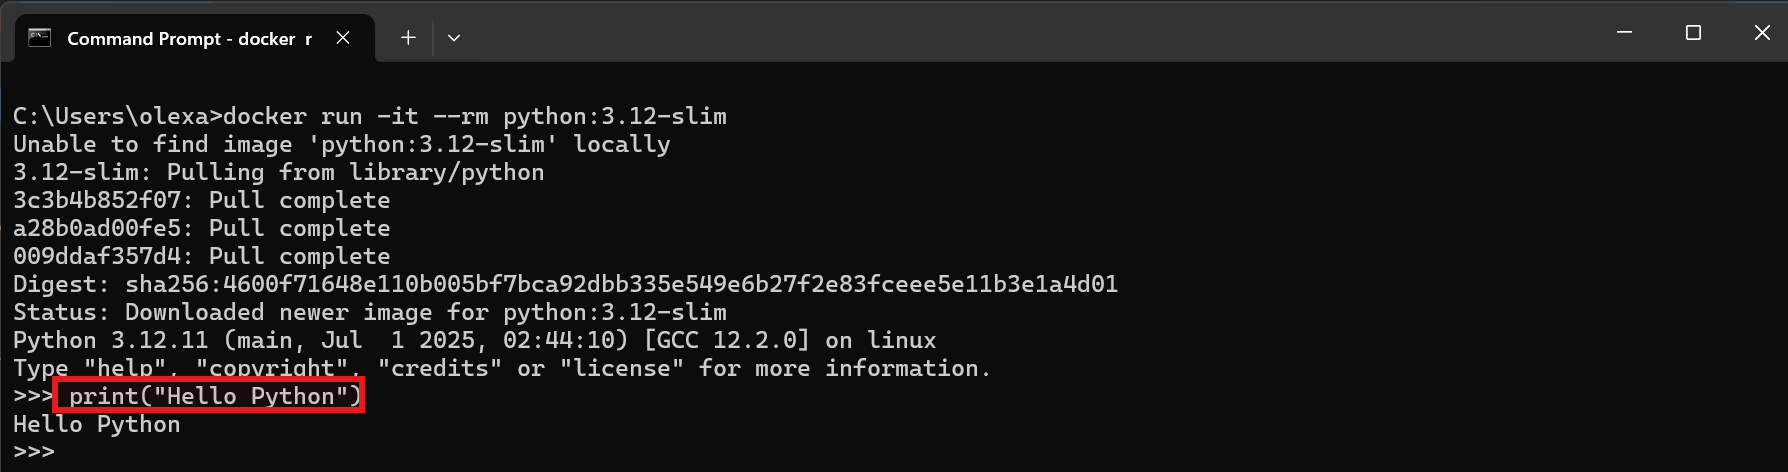 Command Prompt - docker  r
C:\Users\olexa>docker run -it --rm python:3.12-slim
Unable to find image 'python:3.12-slim' locally
3.12-slim: Pulling from library/python
3c3b4b852f07: Pull complete
a28b0ad00fe5: Pull complete
009ddaf357d4: Pull complete
Digest: sha256:4600f71648e110b005bf7bca92dbb335e549e6b27f2e83fceee5e11b3e1a4d01
Status: Downloaded newer image for python:3.12-slim
Python 3.12.11 (main, Jul  1 2025, 02:44:10) [GCC 12.2.0] on linux
Type "help", "copyright", "credits" or "license" for more information.
>>> print("Hello Python")
Hello Python
>>>